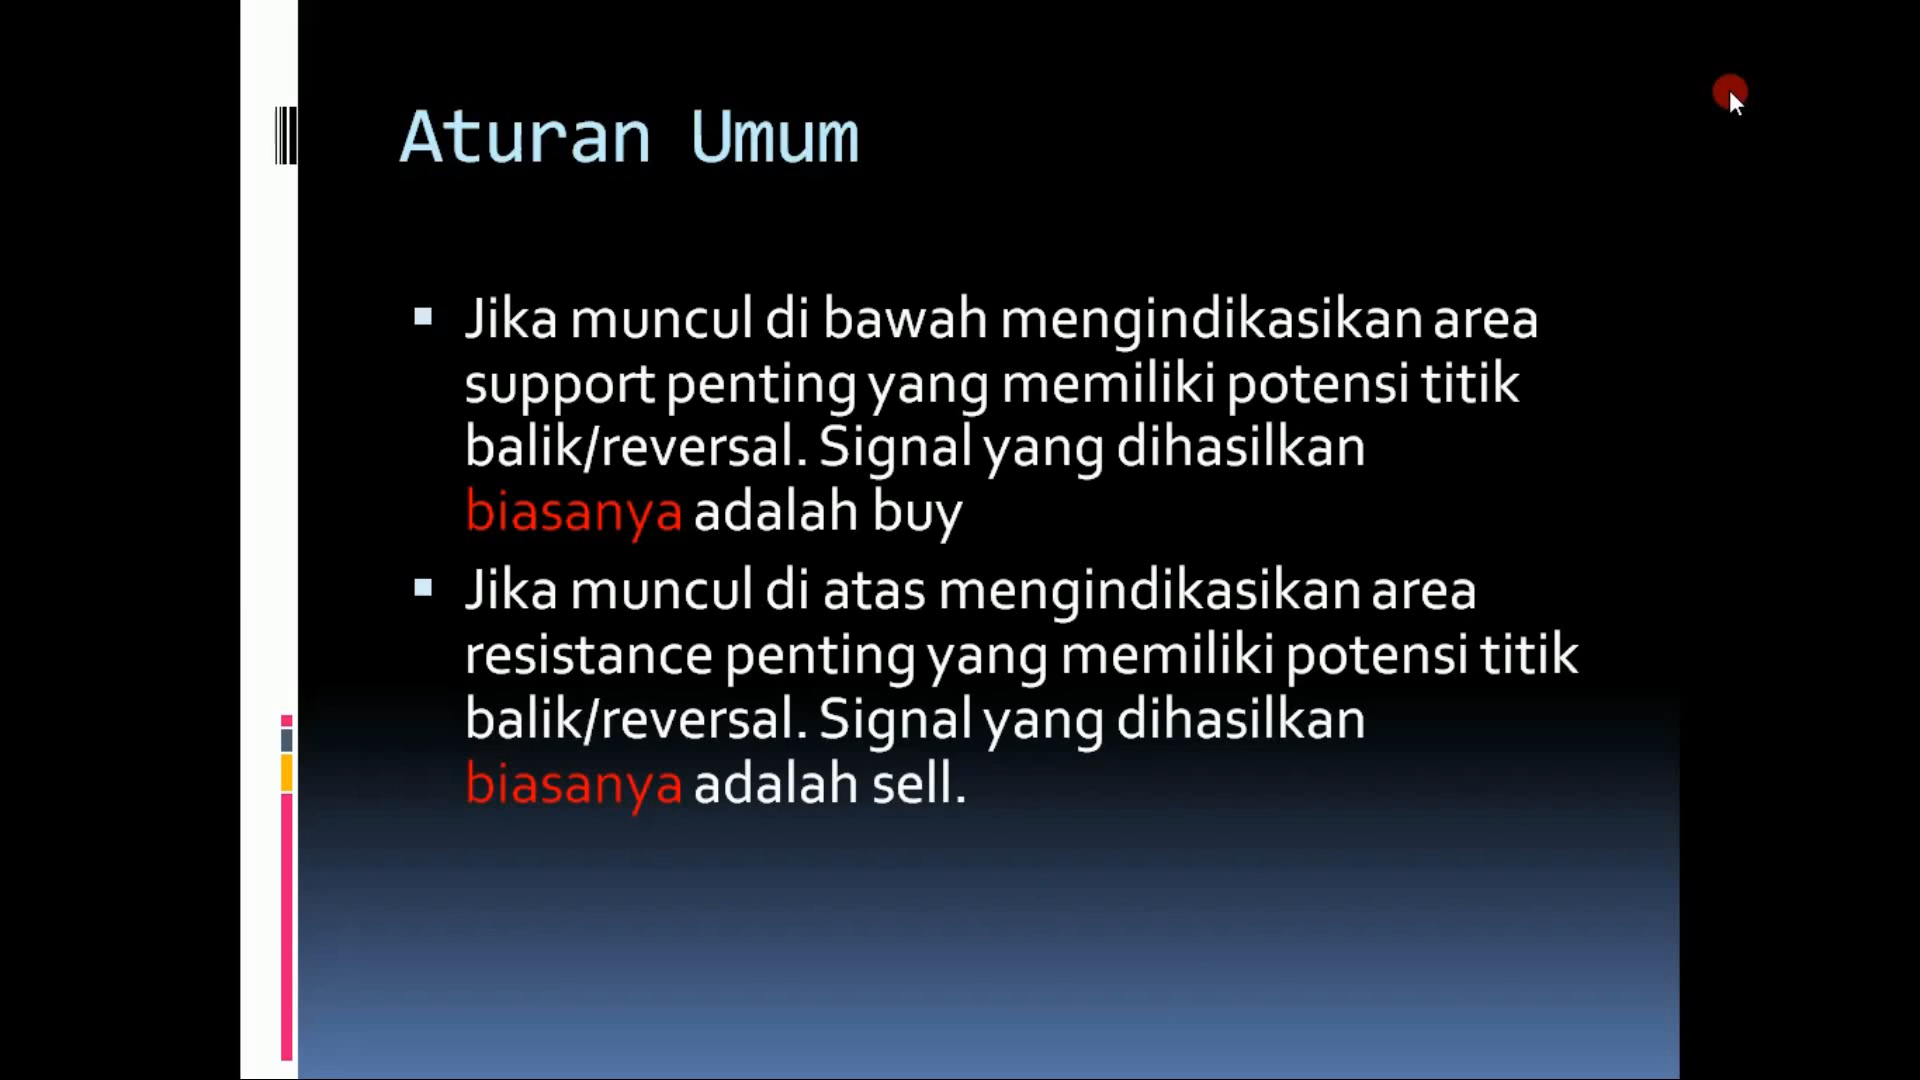 Aturan Umum
Jika muncul di bawah mengindikasikan area
support penting yang memiliki potensi titik
balik/reversal. Signal yang dihasilkan
biasanya adalah buy
Jika muncul di atas mengindikasikan area
resistance penting yang memiliki potensi titik
balik/reversal. Signal yang dihasilkan
biasanya adalah sell.